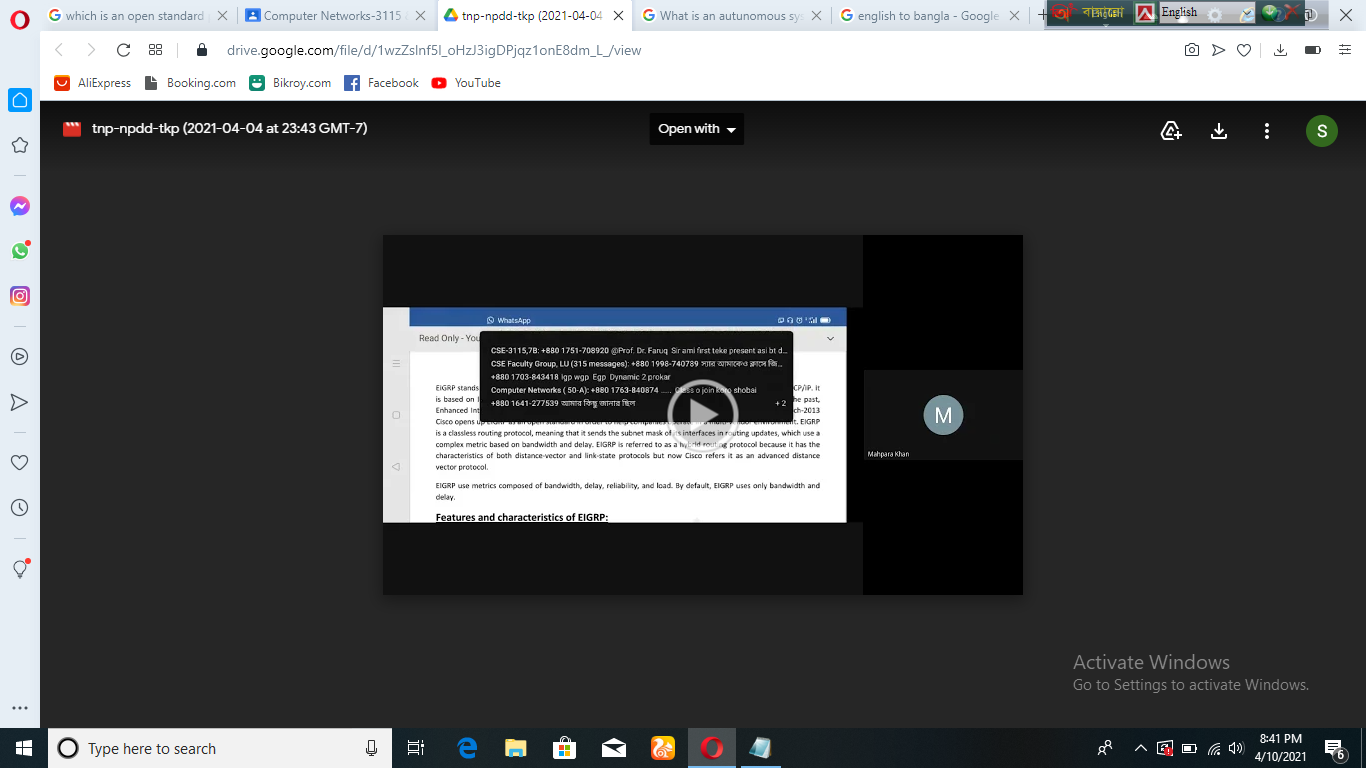 which is an open standard
Computer Networks-3115
tnp-npdd-tkp (2021-04-04
What is an autunomous sy
english to bangla - Google
English
drive.google.com/file/d/1wzZsInf5I_oHzJ3igDPjqz1onE8dm_L_/view
AliExpress
Booking.com
Bikroy.com
Facebook
YouTube
tnp-npdd-tkp (2021-04-04 at 23:43 GMT-7)
Open with
S
WhatsApp
Read Only - You
CSE-3115,7B: +880 1751-708920 @Prof. Dr. Faruq Sir ami first teke present asi bt d...
CSE Faculty Group, LU (315 messages): +880 1998-740789 স্যার আমাকেও ক্লাসে
+880 1703-843418 Igp wgp Egp Dynamic 2 prokar
Computer Networks ( 50-A): +880 1763-840874 ...... Class o join koro shobai
+880 1641-277539 আমার কিছু জানার ছিল
+ 2
EIGRP stands CP/IP. It
is based on he past,
Enhanced Int ch-2013
Cisco opens up EIGRP as an open standard in order to help companies environment. EIGRP
is a classless routing protocol, meaning that it sends the subnet mask of its interfaces in routing updates, which use a
complex metric based on bandwidth and delay. EIGRP is referred to as a hybrid routing protocol because it has the
characteristics of both distance-vector and link-state protocols but now Cisco refers it as an advanced distance
vector protocol.
EIGRP use metrics composed of bandwidth, delay, reliability, and load. By default, EIGRP uses only bandwidth and
delay.
Features and characteristics of EIGRP:
M
Mahpara Khan
Activate Windows
Go to Settings to activate Windows.
Type here to search
8:41 PM
4/10/2021
6